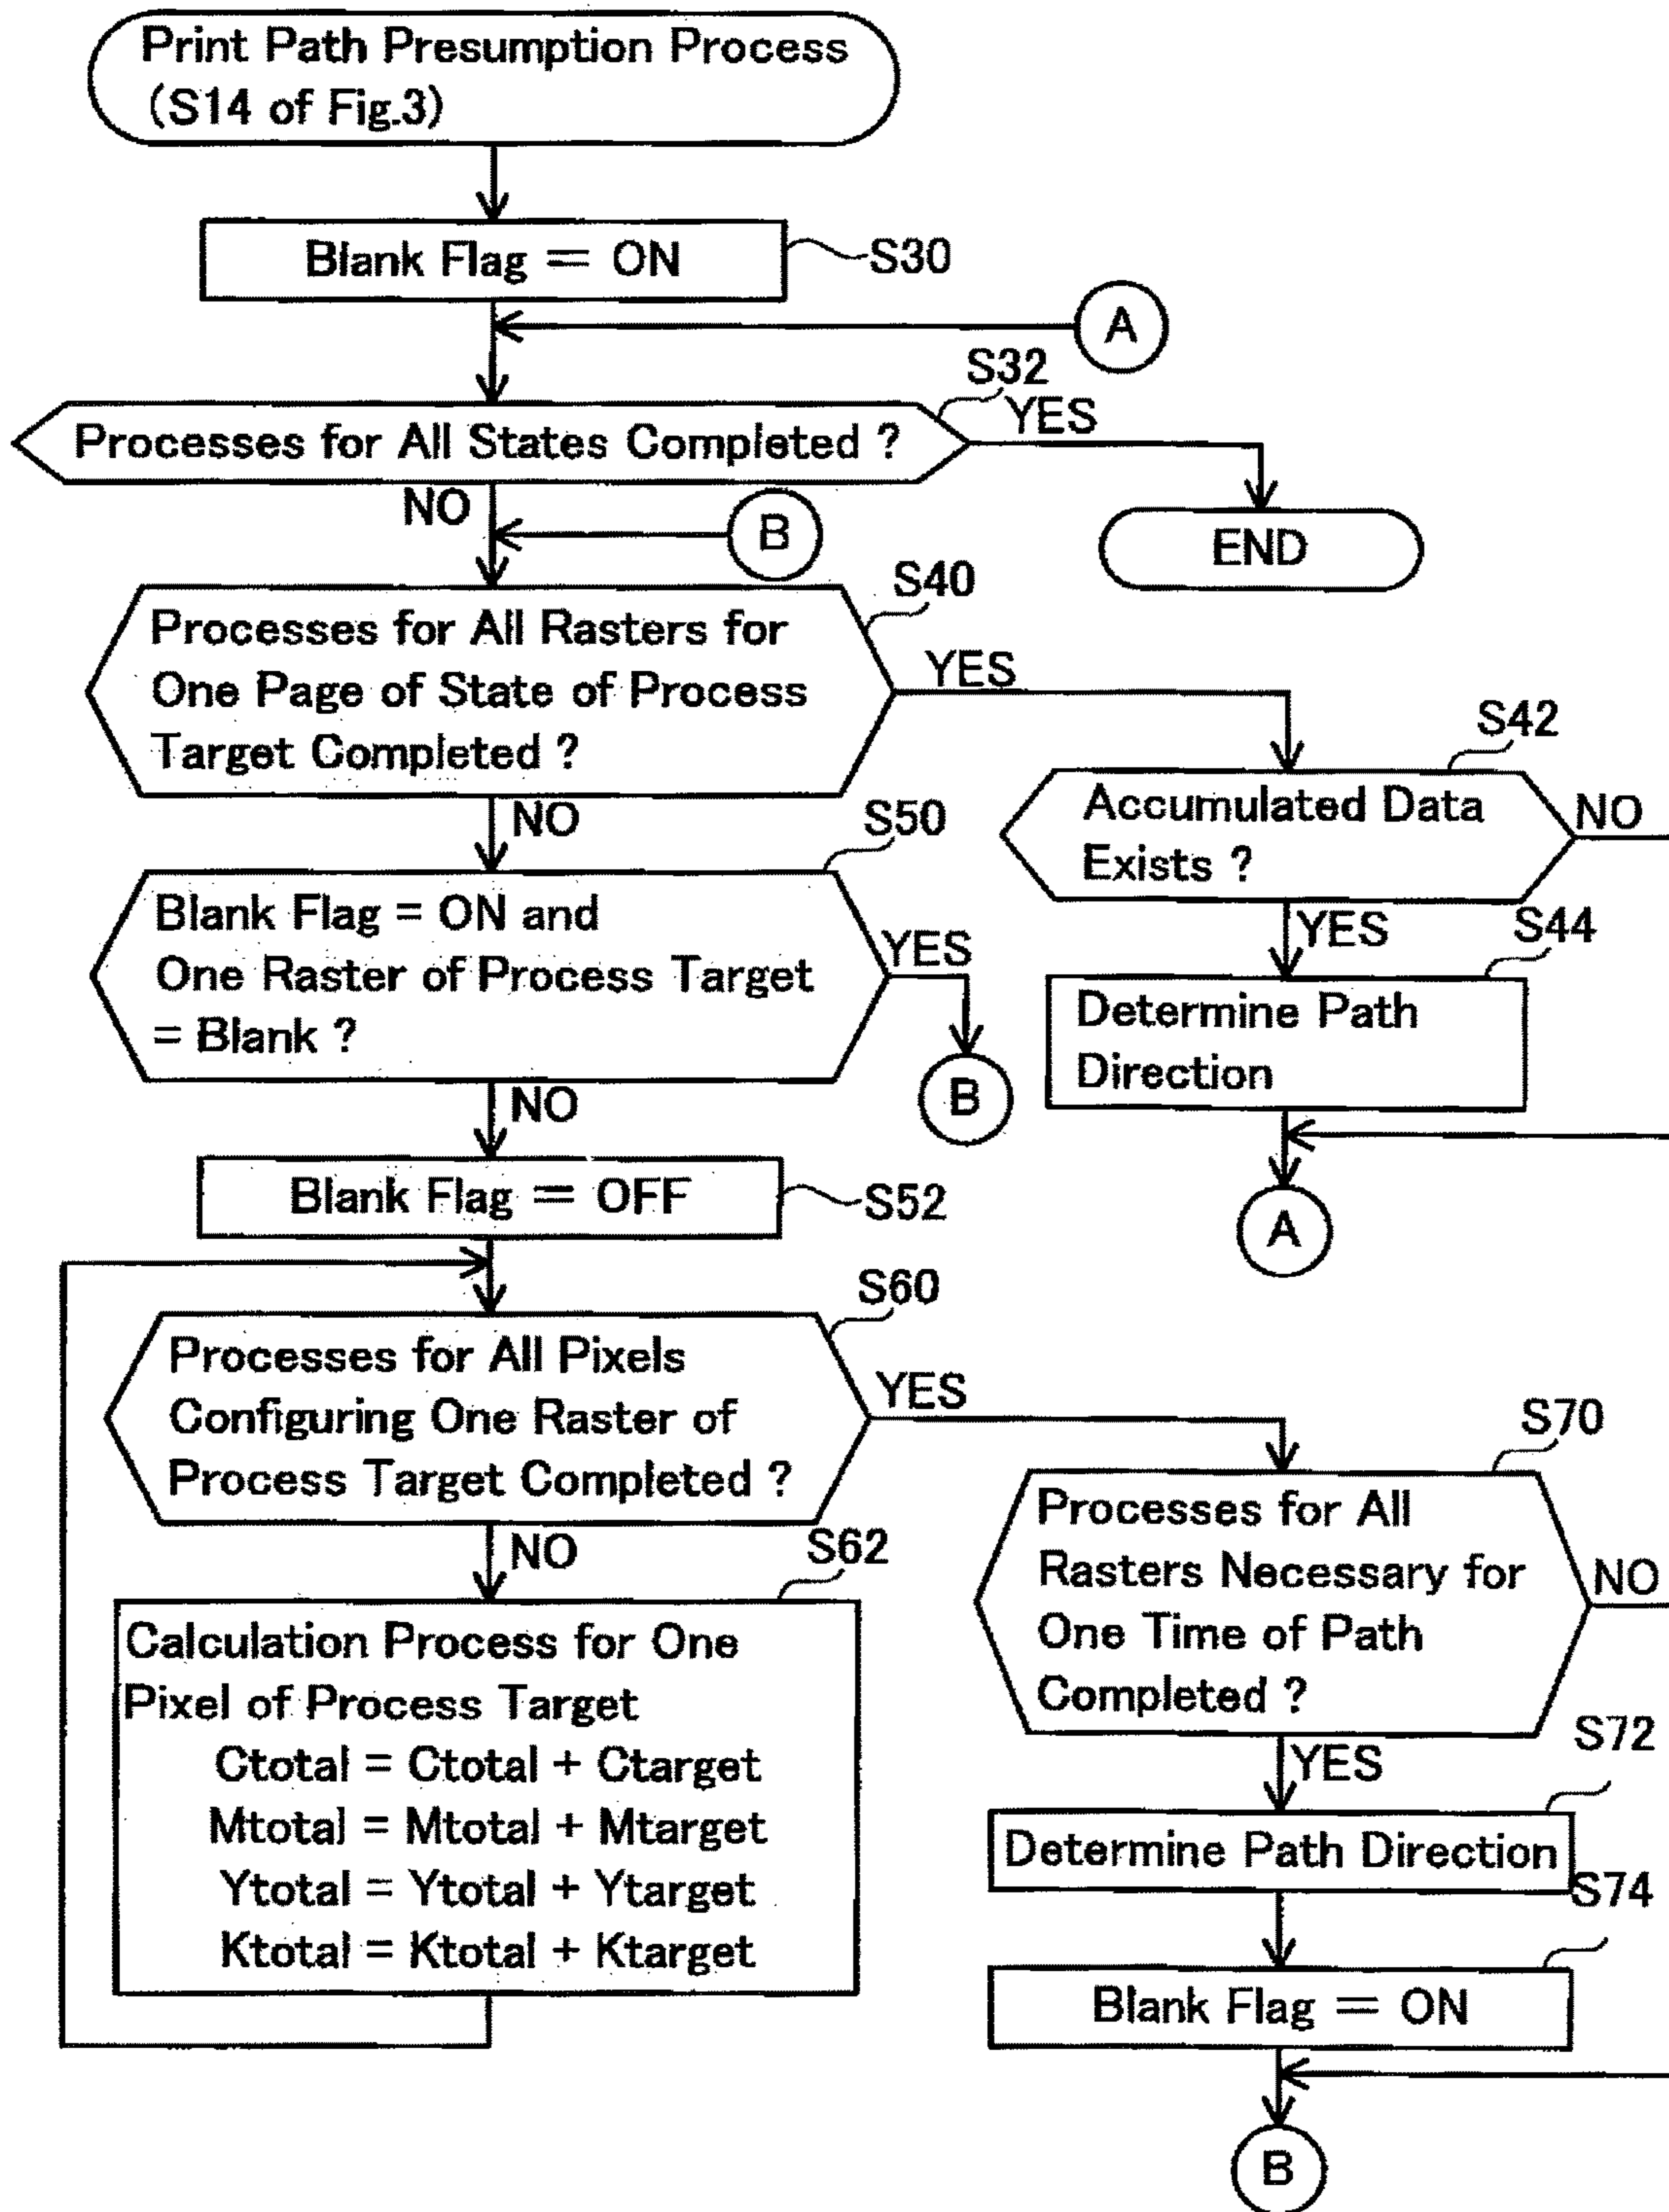 Print Path Presumption Process
(S14 of Fig.3)
Blank Flag = ON
S30
A
S32
Processes for All States Completed ?
YES
NO
B
END
S40
Processes for All Rasters for
One Page of State of Process
Target Completed ?
YES
NO
S42
Accumulated Data
Exists ?
NO
YES
S44
Determine Path
Direction
A
S50
Blank Flag = ON and
One Raster of Process Target
= Blank ?
YES
B
NO
Blank Flag = OFF
S52
S60
Processes for All Pixels
Configuring One Raster of
Process Target Completed ?
YES
NO
S62
Calculation Process for One
Pixel of Process Target
Ctotal = Ctotal + Ctarget
Mtotal = Mtotal + Mtarget
Ytotal = Ytotal + Ytarget
Ktotal = Ktotal + Ktarget
S70
Processes for All
Rasters Necessary for
One Time of Path
Completed ?
NO
YES
S72
Determine Path Direction
S74
Blank Flag = ON
B